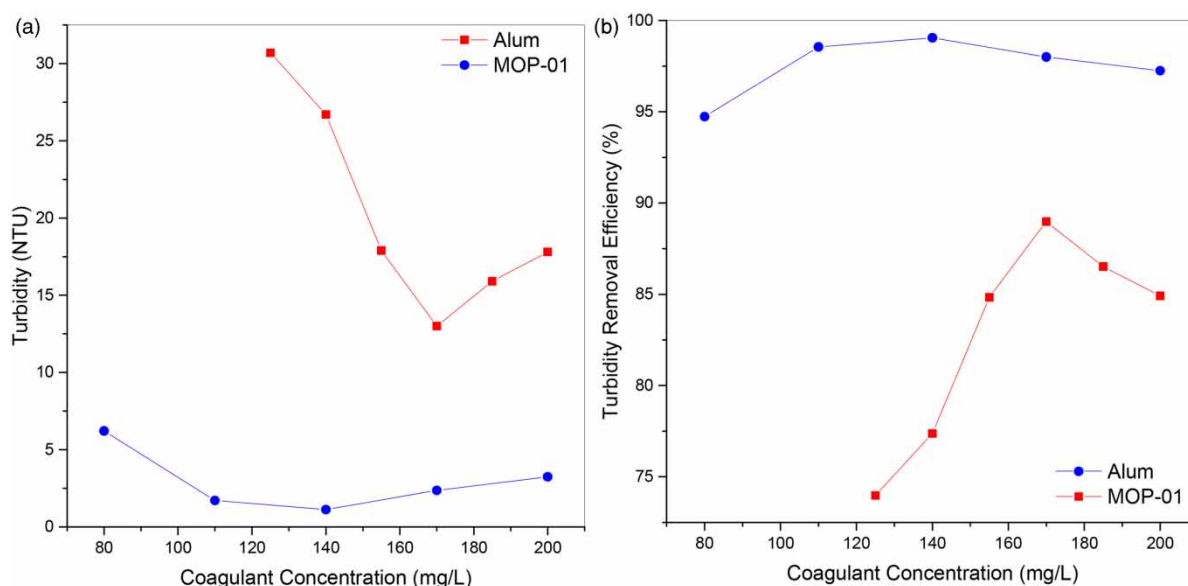 (a)
Alum
MOP-01
Turbidity (NTU)
30
25
20
15
10
5
0
80
100
120
140
160
180
200
Coagulant Concentration (mg/L)
(b)
Turbidity Removal Efficiency (%)
100
95
90
85
80
75
Alum
MOP-01
80
100
120
140
160
180
200
Coagulant Concentration (mg/L)